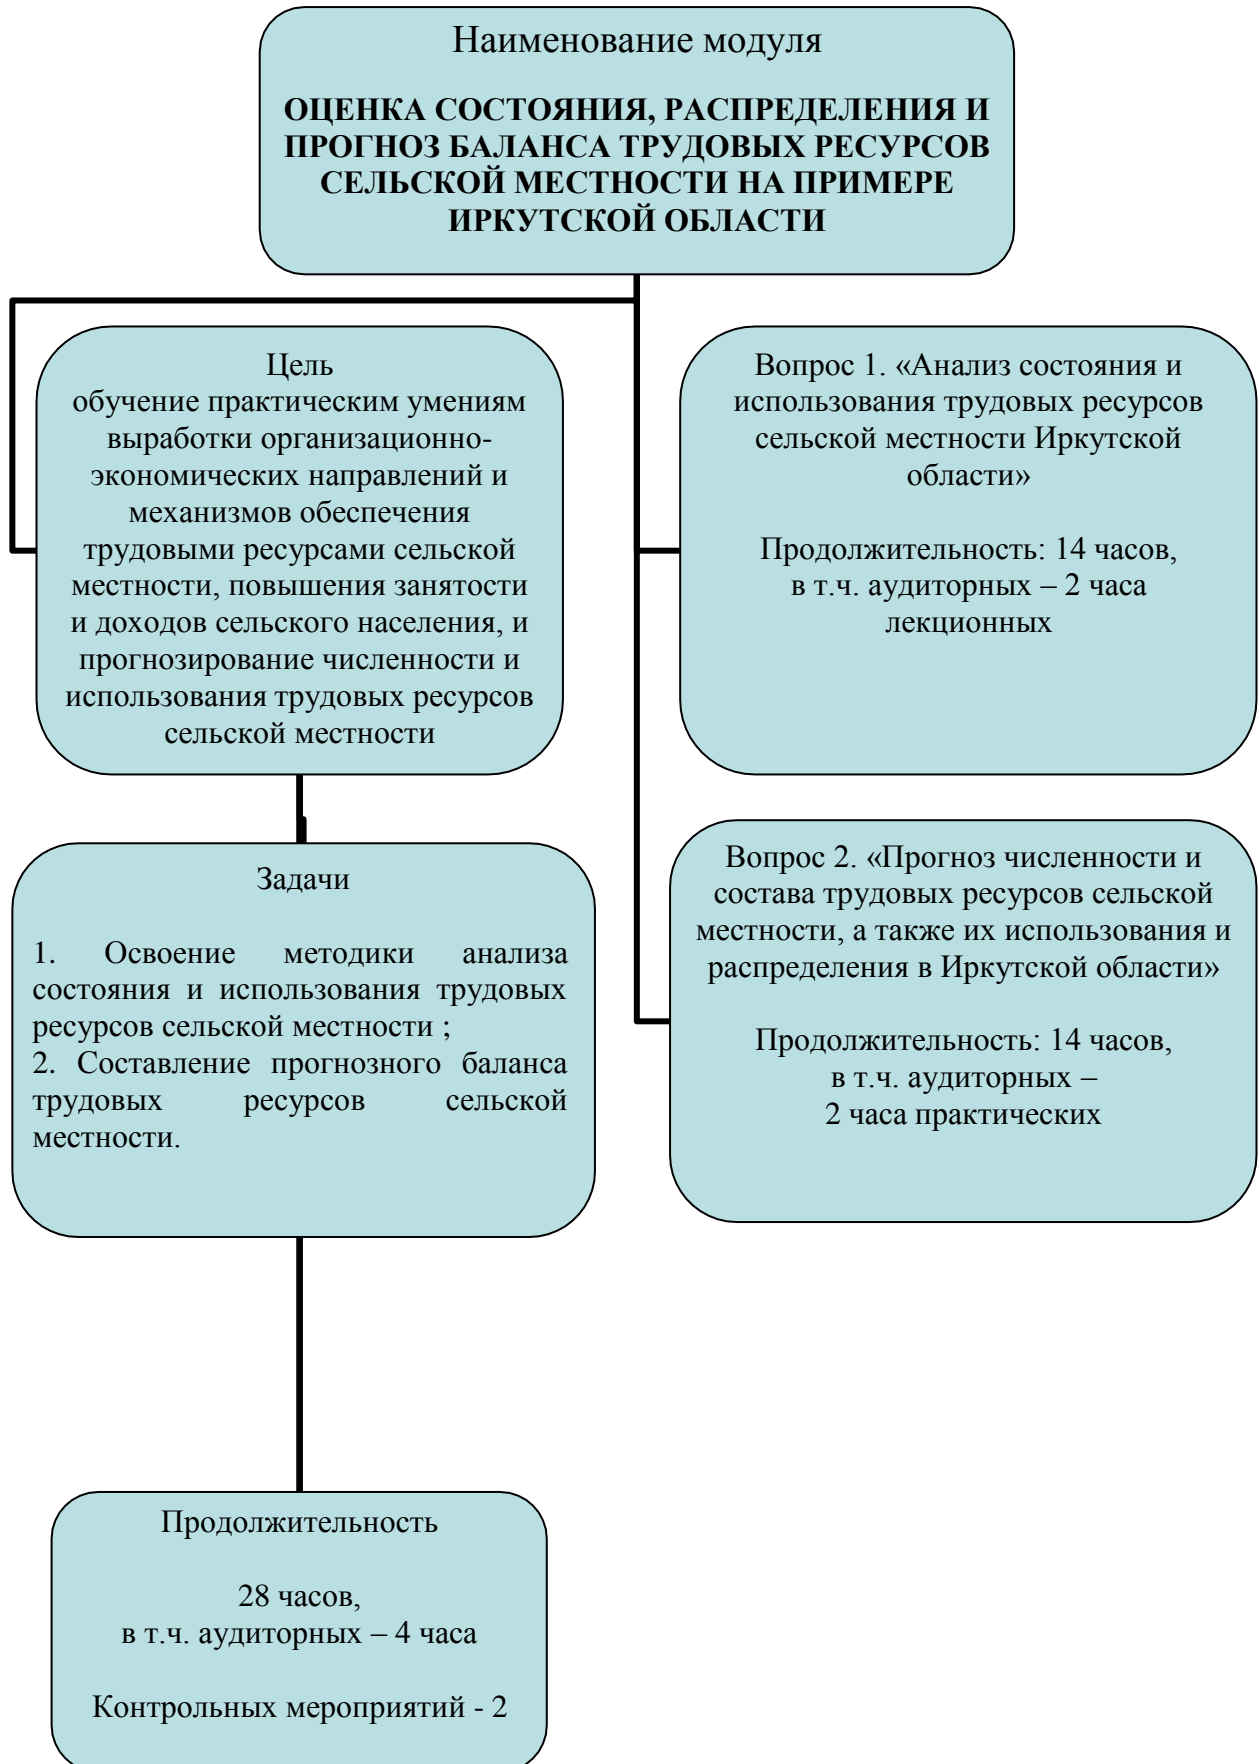 Наименование модуля
ОЦЕНКА СОСТОЯНИЯ, РАСПРЕДЕЛЕНИЯ И
ПРОГНОЗ БАЛАНСА ТРУДОВЫХ РЕСУРСОВ
СЕЛЬСКОЙ МЕСТНОСТИ НА ПРИМЕРЕ
ИРКУТСКОЙ ОБЛАСТИ
Цель
обучение практическим умениям
выработки организационно-
экономических направлений и
механизмов обеспечения
трудовыми ресурсами сельской
местности, повышения занятости
и доходов сельского населения, и
прогнозирование численности и
использования трудовых ресурсов
сельской местности
Вопрос 1. «Анализ состояния и
использования трудовых ресурсов
сельской местности Иркутской
области»
Продолжительность: 14 часов,
в т.ч. аудиторных – 2 часа
лекционных
Задачи
1. Освоение методики анализа
состояния и использования трудовых
ресурсов сельской местности ;
2. Составление прогнозного баланса
трудовых ресурсов сельской
местности.
Вопрос 2. «Прогноз численности и
состава трудовых ресурсов сельской
местности, а также их использования и
распределения в Иркутской области»
Продолжительность: 14 часов,
в т.ч. аудиторных –
2 часа практических
Продолжительность
28 часов,
в т.ч. аудиторных – 4 часа
Контрольных мероприятий - 2